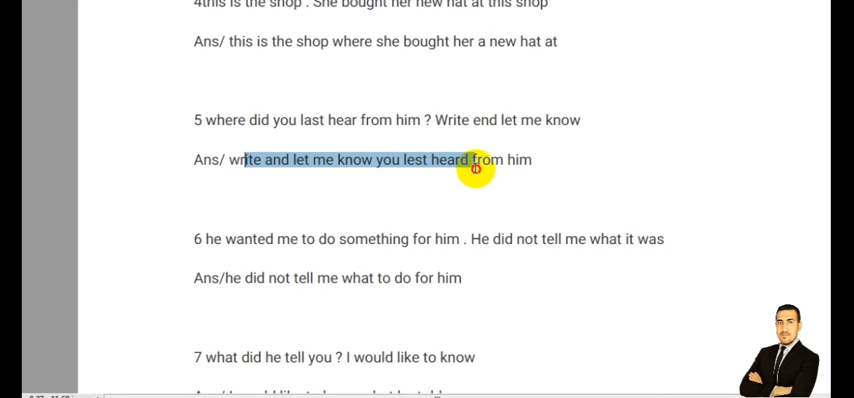 4this is the shop . She bought her new hat at this shop
Ans/ this is the shop where she bought her a new hat at
5 where did you last hear from him ? Write end let me know
Ans/ write and let me know you lest heard from him
6 he wanted me to do something for him . He did not tell me what it was
Ans/he did not tell me what to do for him
7 what did he tell you ? I would like to know